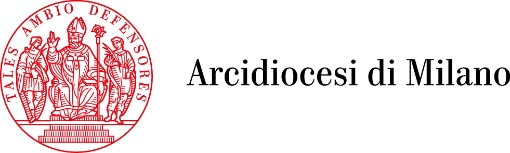 TALES AMBIO DEFENSORES
Arcidiocesi di Milano